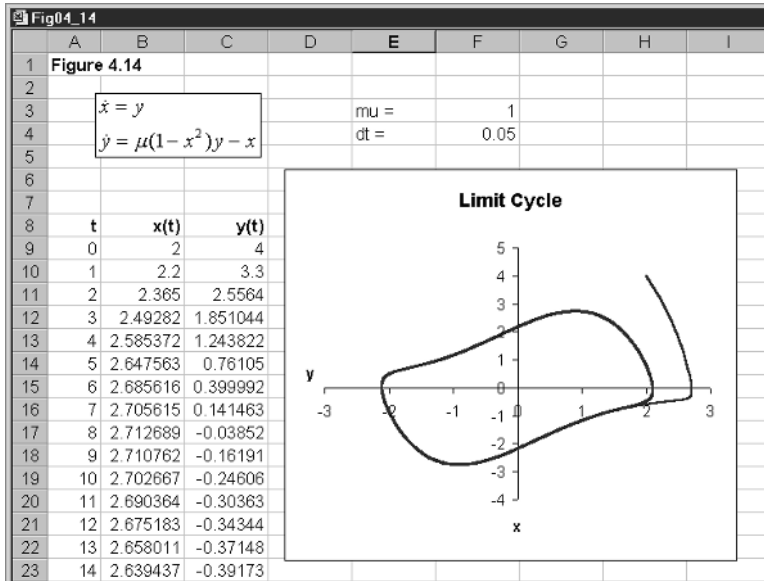 Fig04_14
A B C D E F G H I
1 Figure 4.14
2
3 ẋ = y mu = 1
4 ẏ = μ(1 − x²)y − x dt = 0.05
5
6
7
8 t x(t) y(t)
9 0 2 4
10 1 2.2 3.3
11 2 2.365 2.5564
12 3 2.49282 1.851044
13 4 2.585372 1.243822
14 5 2.647563 0.76105
15 6 2.685616 0.399992
16 7 2.705615 0.141463
17 8 2.712689 -0.03852
18 9 2.710762 -0.16191
19 10 2.702667 -0.24606
20 11 2.690364 -0.30363
21 12 2.675183 -0.34344
22 13 2.658011 -0.37148
23 14 2.639437 -0.39173
Limit Cycle
5
4
3
2
1
y
0
-3 -2 -1 0 1 2 3
-1
-2
-3
-4
x